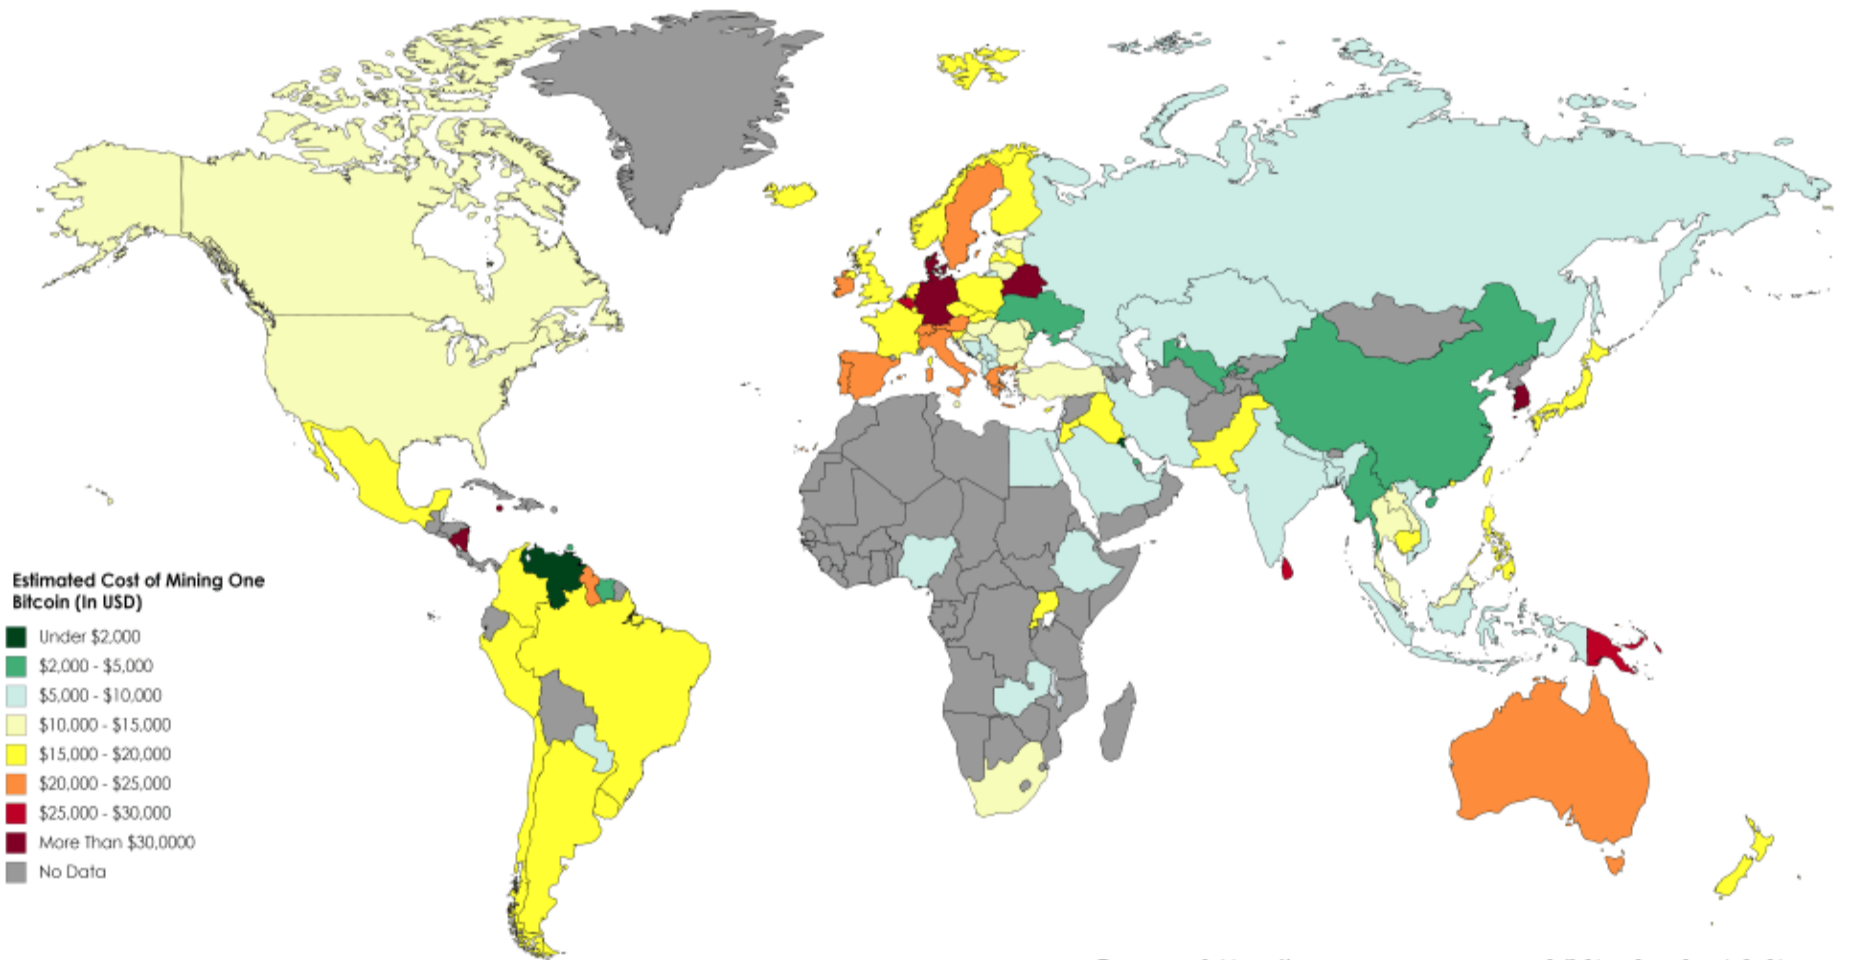 Estimated Cost of Mining One
Bitcoin (In USD)
Under $2,000
$2,000 - $5,000
$5,000 - $10,000
$10,000 - $15,000
$15,000 - $20,000
$20,000 - $25,000
$25,000 - $30,000
More Than $30,0000
No Data